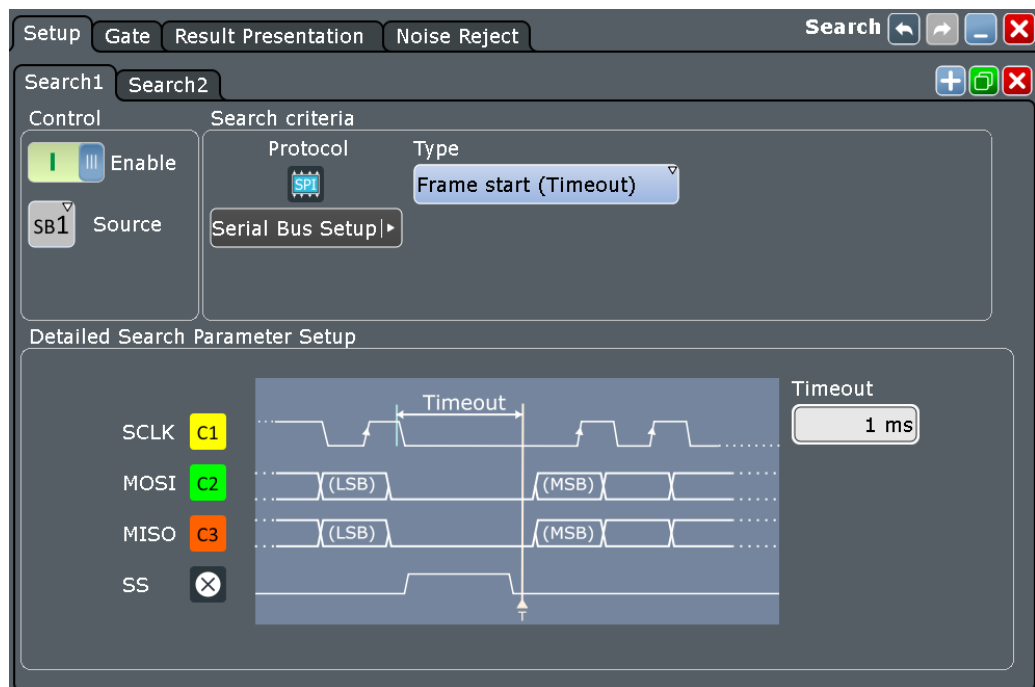 Setup Gate Result Presentation Noise Reject Search
Search1 Search2
Control Search criteria
Protocol Type
Enable SPI Frame start (Timeout)
SB1 Source Serial Bus Setup
Detailed Search Parameter Setup
Timeout Timeout
SCLK C1 1 ms
MOSI C2 (LSB) (MSB)
MISO C3 (LSB) (MSB)
SS
T